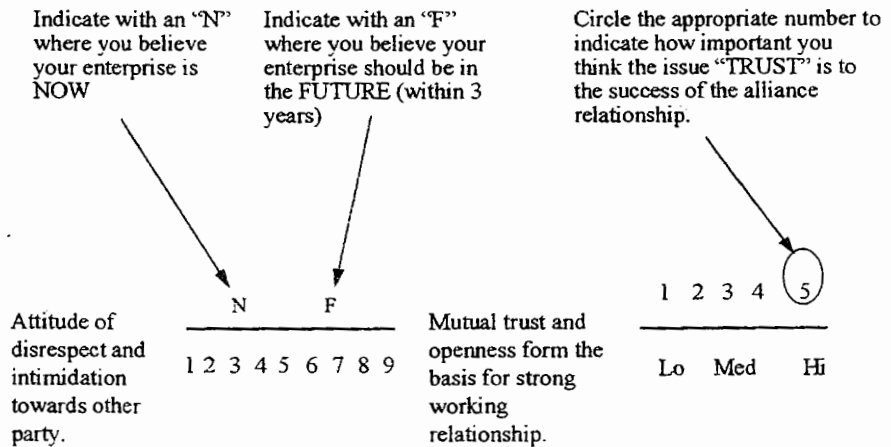 Indicate with an “N”
where you believe
your enterprise is
NOW
Indicate with an “F”
where you believe your
enterprise should be in
the FUTURE (within 3
years)
Circle the appropriate number to
indicate how important you
think the issue “TRUST” is to
the success of the alliance
relationship.
N F
1 2 3 4 5
Attitude of
disrespect and
intimidation
towards other
party.
1 2 3 4 5 6 7 8 9
Mutual trust and
openness form the
basis for strong
working
relationship.
Lo Med Hi